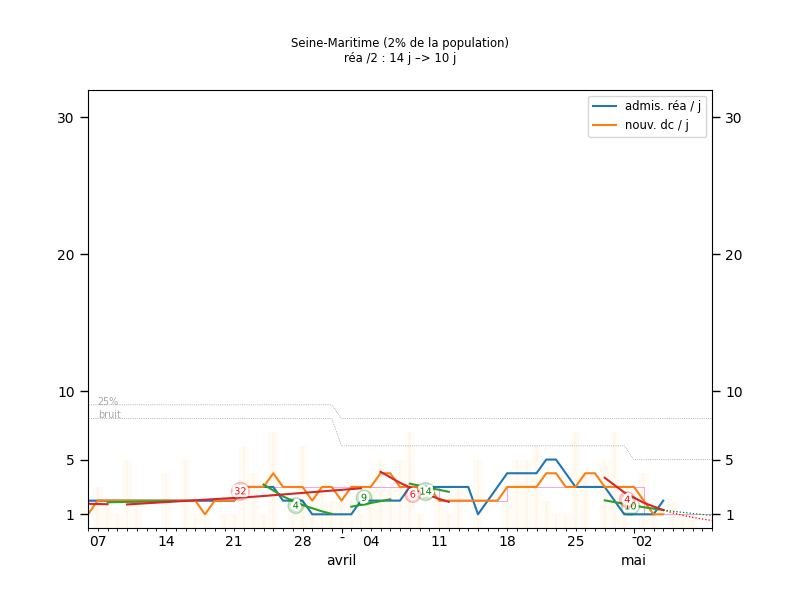 Seine-Maritime (2% de la population)
réa /2 : 14 j –> 10 j
admis. réa / j
nouv. dc / j
30 30
20 20
10 10
25%
bruit
5 5
32 4 9 6 14 4 10
1 1
07 14 21 28 - 04 11 18 25 - 02
avril mai